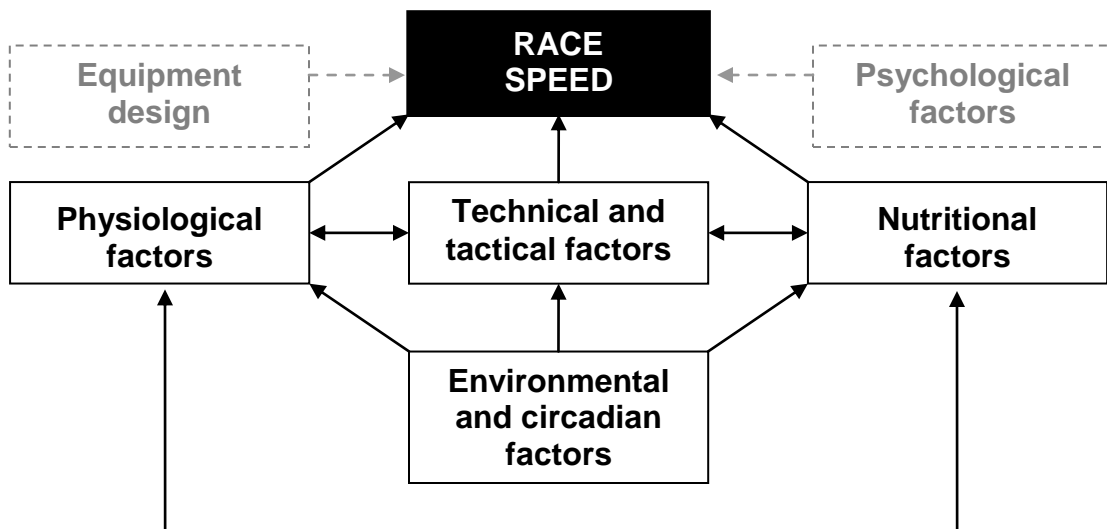 RACE
SPEED
Equipment
design
Psychological
factors
Physiological
factors
Technical and
tactical factors
Nutritional
factors
Environmental
and circadian
factors